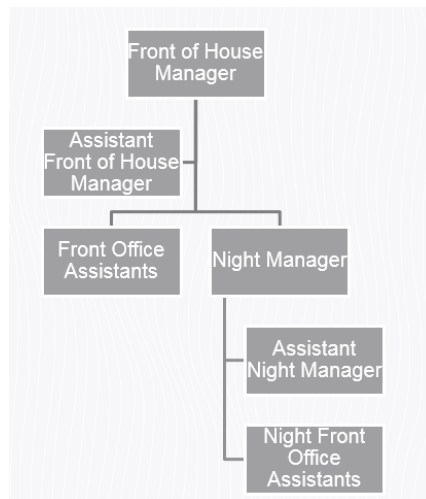 Front of House
Manager
Assistant
Front of House
Manager
Front Office
Assistants
Night Manager
Assistant
Night Manager
Night Front
Office
Assistants